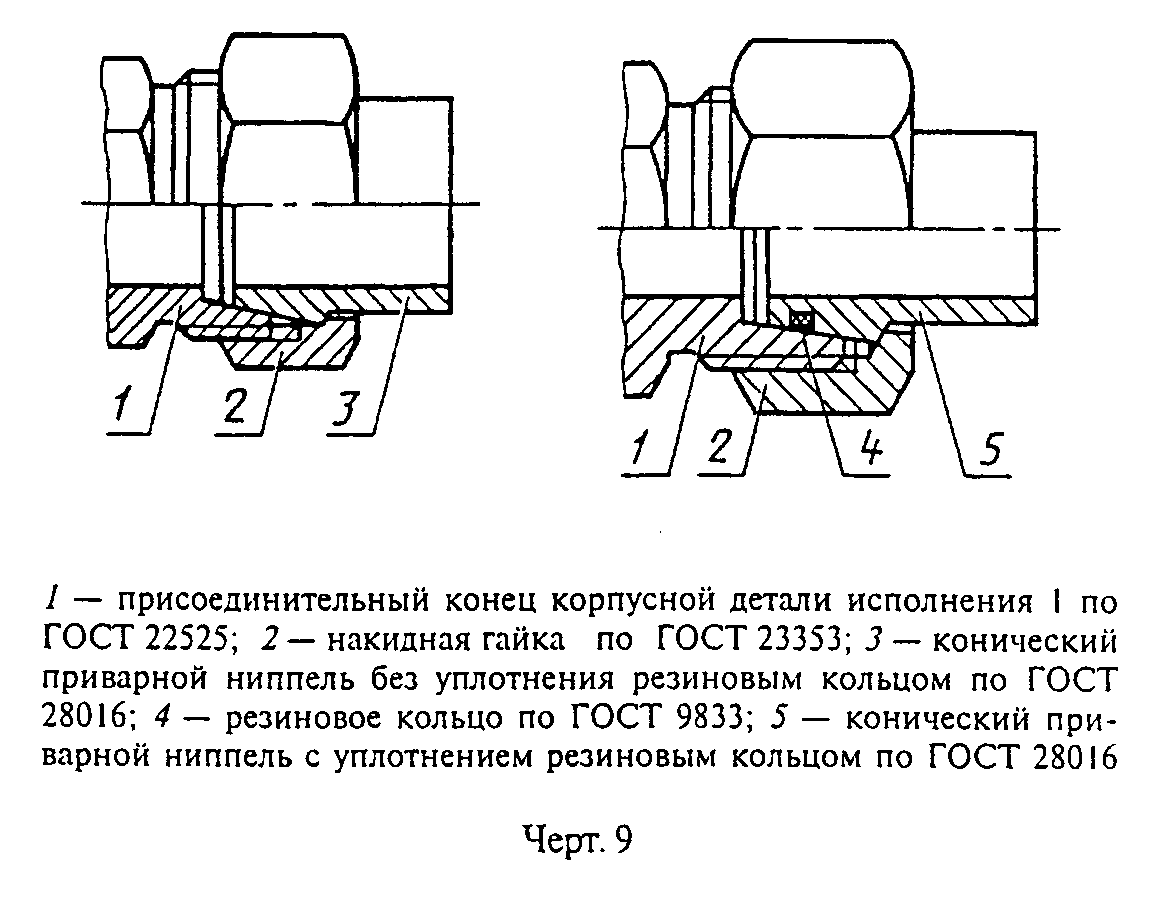 1 2 3
1 2 4 5
1 — присоединительный конец корпусной детали исполнения 1 по
ГОСТ 22525; 2 — накидная гайка по ГОСТ 23353; 3 — конический
приварной ниппель без уплотнения резиновым кольцом по ГОСТ
28016; 4 — резиновое кольцо по ГОСТ 9833; 5 — конический при-
варной ниппель с уплотнением резиновым кольцом по ГОСТ 28016
Черт. 9